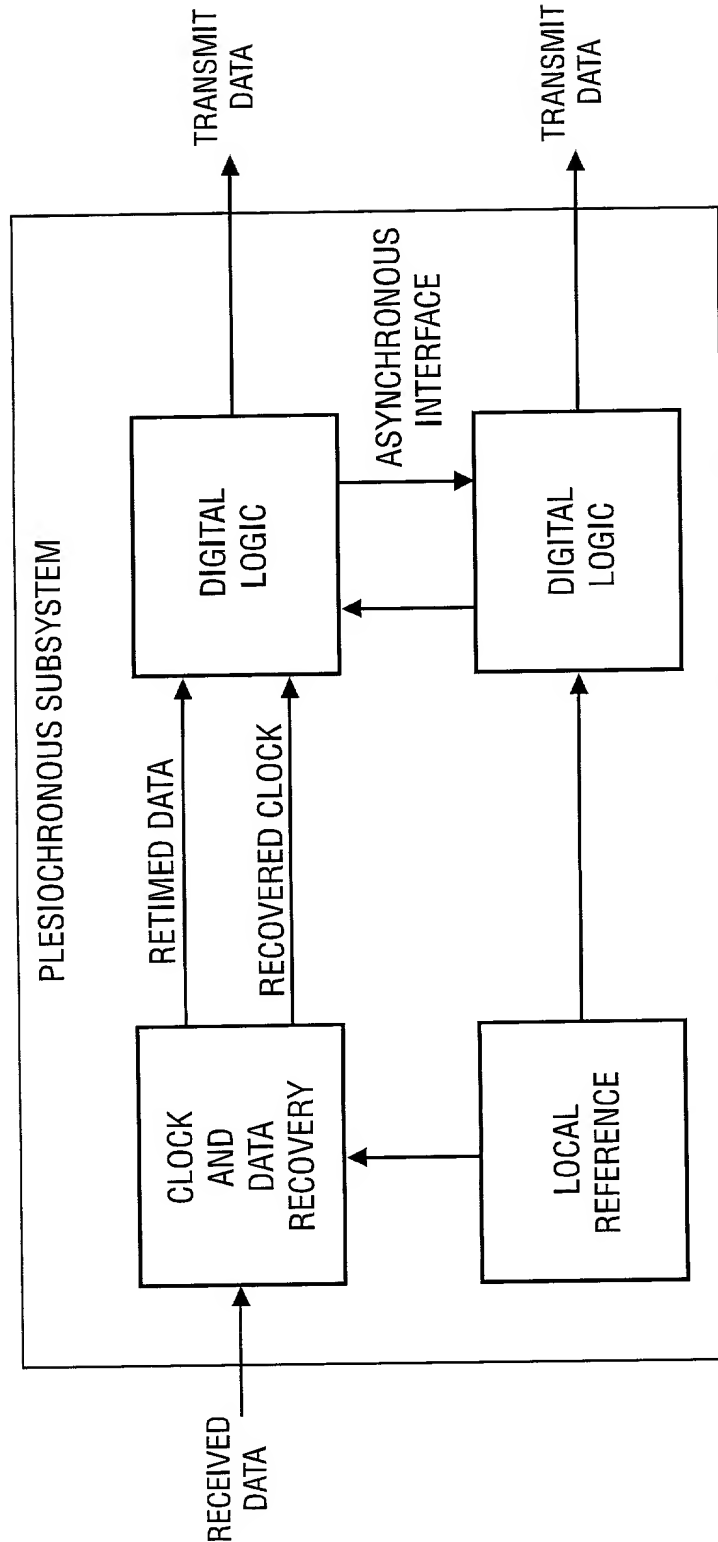 PLESIOCHRONOUS SUBSYSTEM
RECEIVED
DATA
CLOCK
AND
DATA
RECOVERY
RETIMED DATA
RECOVERED CLOCK
DIGITAL
LOGIC
TRANSMIT
DATA
ASYNCHRONOUS
INTERFACE
LOCAL
REFERENCE
DIGITAL
LOGIC
TRANSMIT
DATA